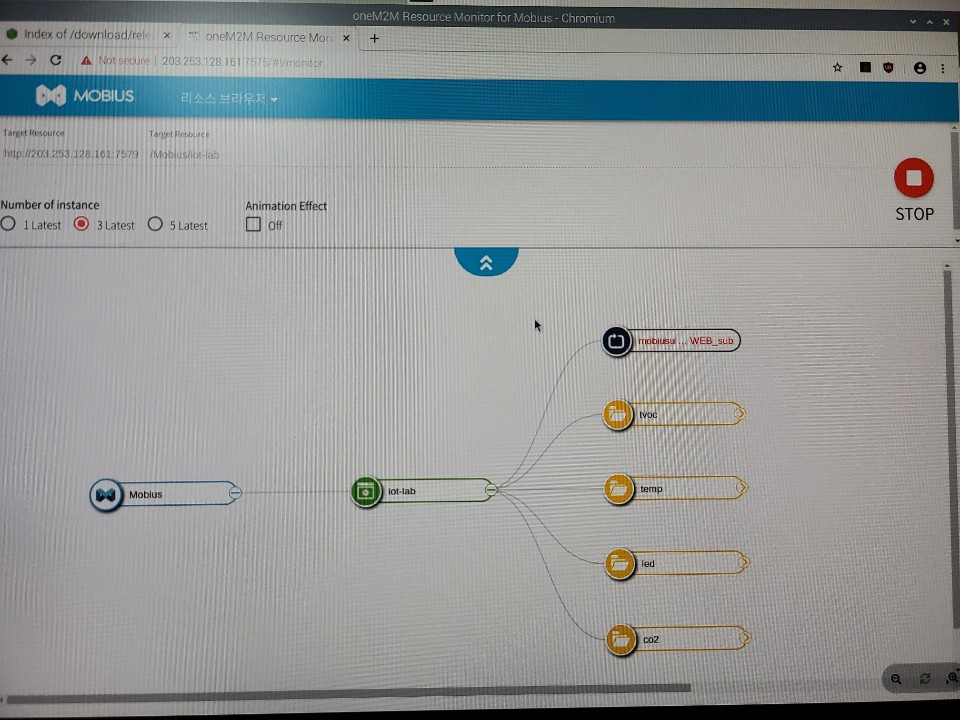 oneM2M Resource Monitor for Mobius - Chromium
Index of /download/rele
oneM2M Resource Mon
Not secure | 203.253.128.161:7575/#!/monitor
MOBIUS 리소스 브라우저
Target Resource Target Resource
http://203.253.128.161:7579 /Mobius/iot-lab
STOP
Number of instance Animation Effect
1 Latest 3 Latest 5 Latest Off
mobiusu ... WEB_sub
tvoc
temp
Mobius
iot-lab
led
co2